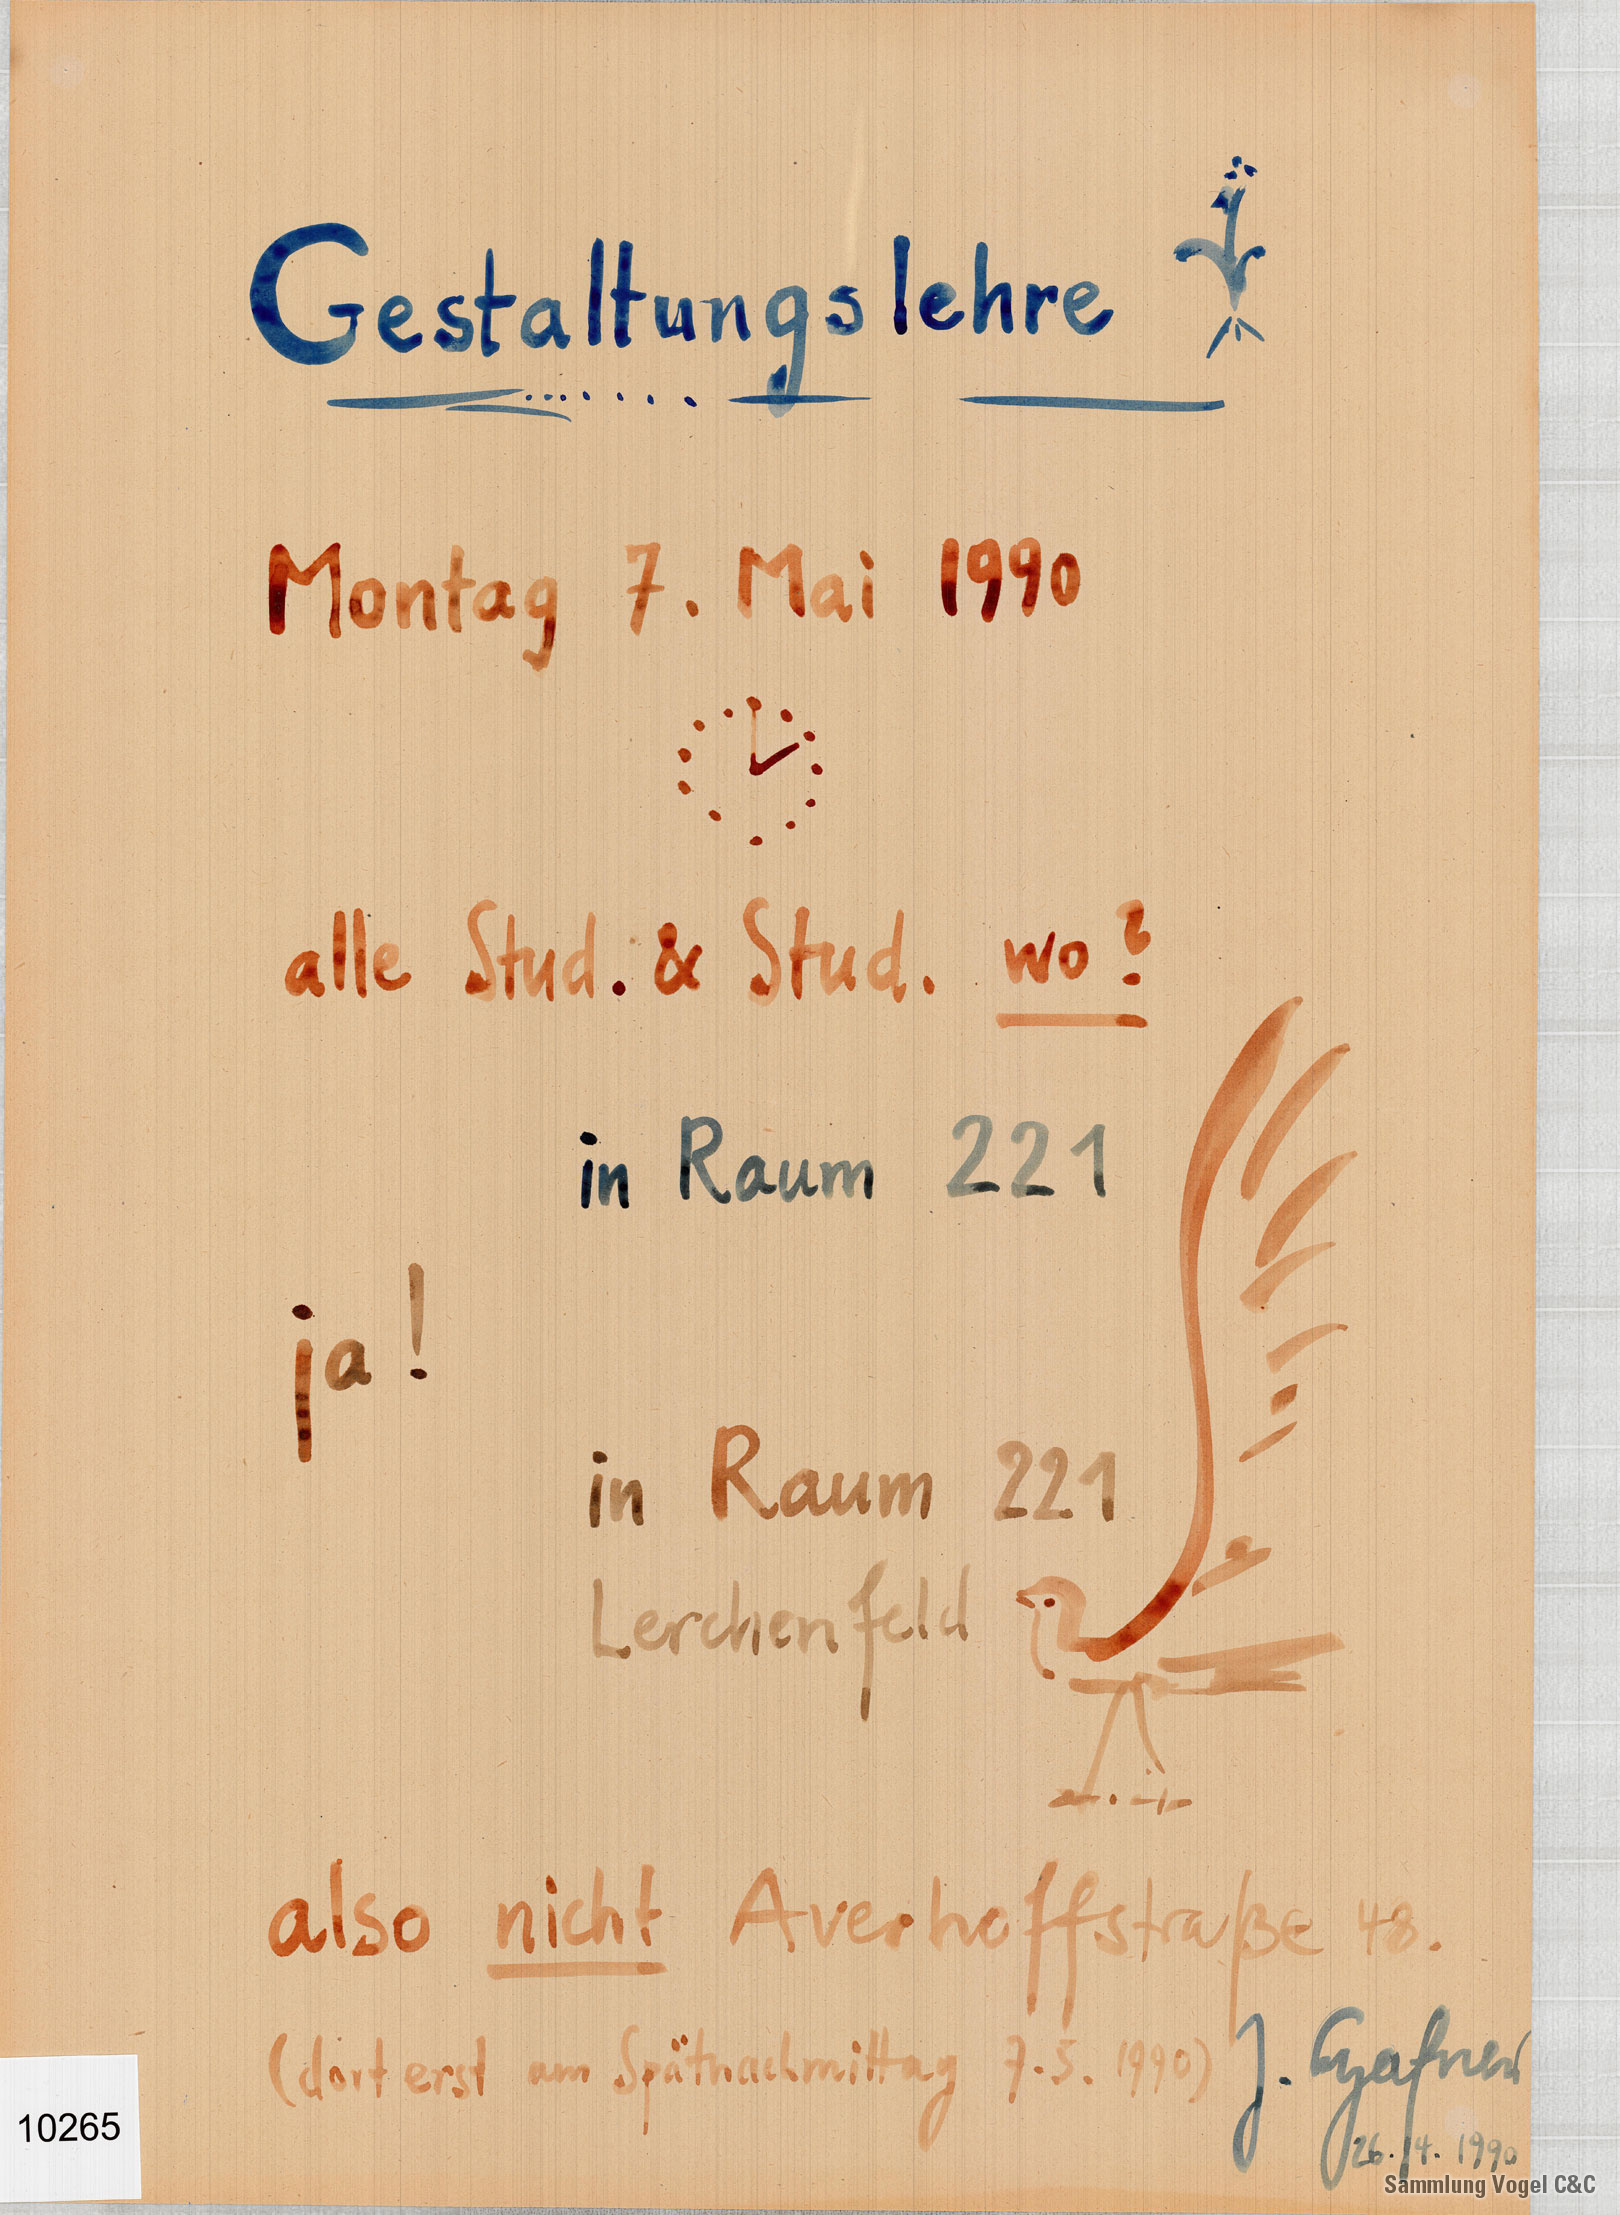 Gestaltungslehre
Montag 7. Mai 1990
alle Stud. & Stud. wo?
in Raum 221
ja!
in Raum 221
Lerchenfeld
also nicht Averhoffstraße 48.
(dort erst am Spätnachmittag 7.5.1990)
J.
26.4.1990
10265
Sammlung Vogel C&C